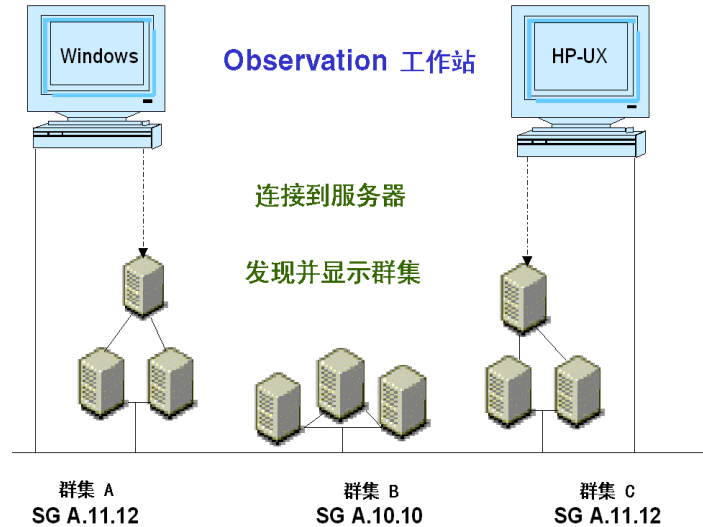 Windows
Observation 工作站
HP-UX
连接到服务器
发现并显示群集
群集 A
SG A.11.12
群集 B
SG A.10.10
群集 C
SG A.11.12